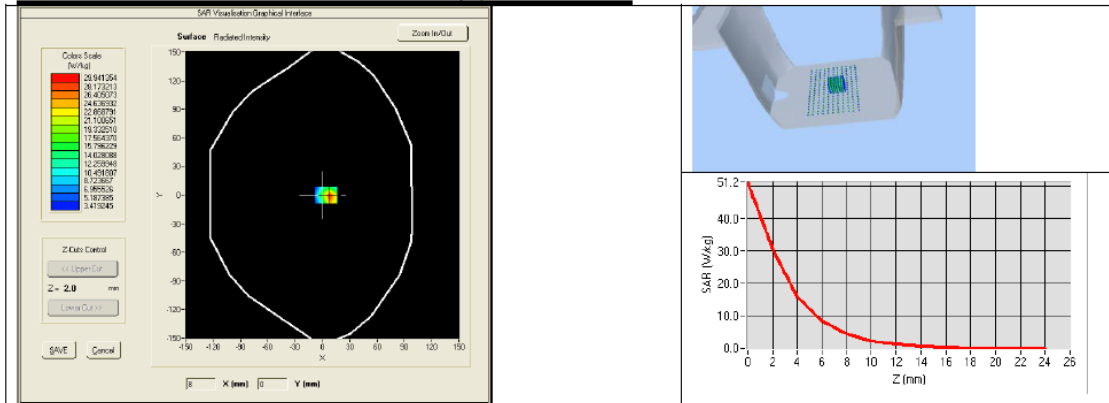 SAR Visualisation Graphical Interface
Surface Radiated Intensity
Zoom In/Out
Colors Scale
(W/kg)
29.941354
28.173213
26.405073
24.636932
22.868791
21.100651
19.332510
17.564370
15.796229
14.028088
12.259948
10.491807
8.723667
6.955526
5.187385
3.419245
Z-Cuts Control
<< Upper Cut
Z = 2.0 mm
Lower Cut >>
SAVE Cancel
150
120
90
60
30
Y 0
-30
-60
-90
-120
-150
-150 -120 -90 -60 -30 0 30 60 90 120 150
X
8 X (mm) 0 Y (mm)
51.2
40.0
30.0
20.0
10.0
0.0
SAR (W/kg)
0 2 4 6 8 10 12 14 16 18 20 22 24 26
Z (mm)